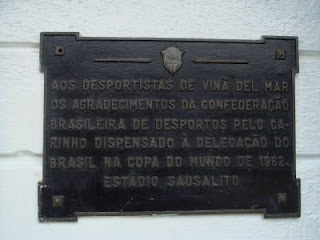 AOS DESPORTISTAS DE VIÑA DEL MAR
OS AGRADECIMENTOS DA CONFEDERAÇÃO
BRASILEIRA DE DESPORTOS PELO CA-
RINHO DISPENSADO À DELEGAÇÃO DO
BRASIL NA COPA DO MUNDO DE 1962.
ESTÁDIO SAUSALITO